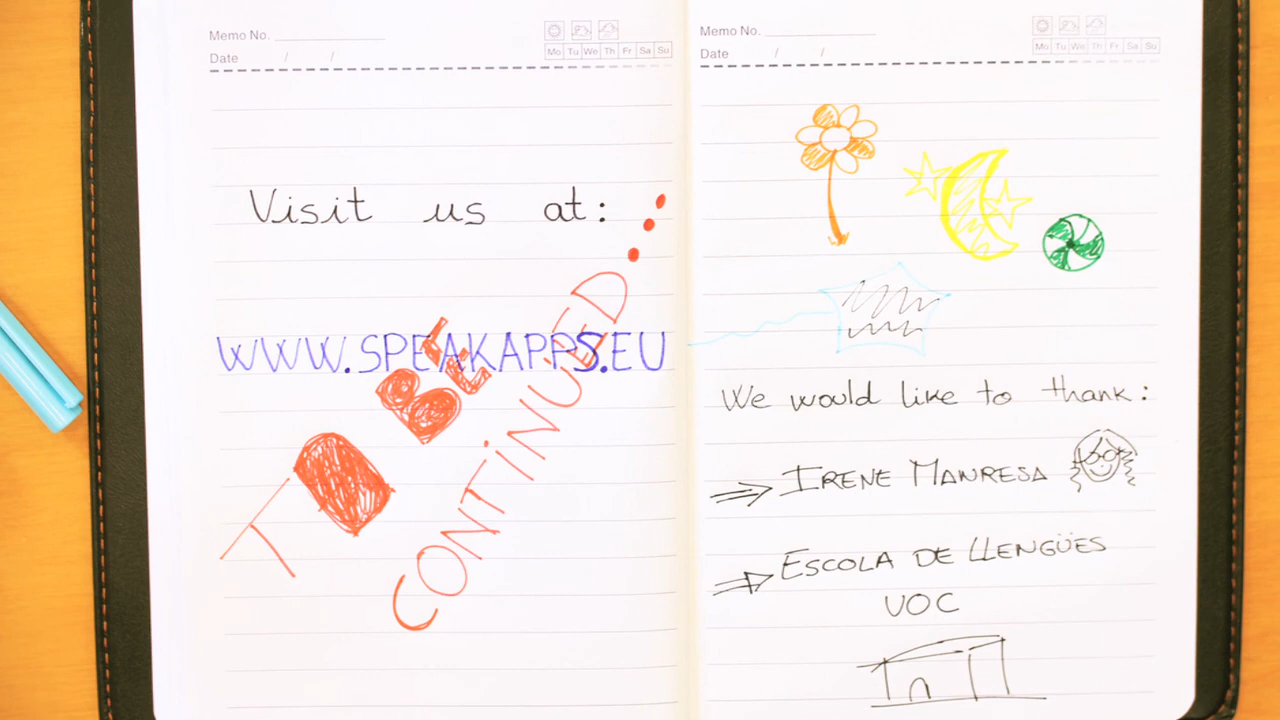 Memo No.
Date / /
Mo Tu We Th Fr Sa Su
Visit us at:
WWW.SPEAKAPPS.EU
TO BE
CONTINUED...
Memo No.
Date / /
Mo Tu We Th Fr Sa Su
We would like to thank:
⇒ IRENE MANRESA
⇒ ESCOLA DE LLENGÜES
UOC